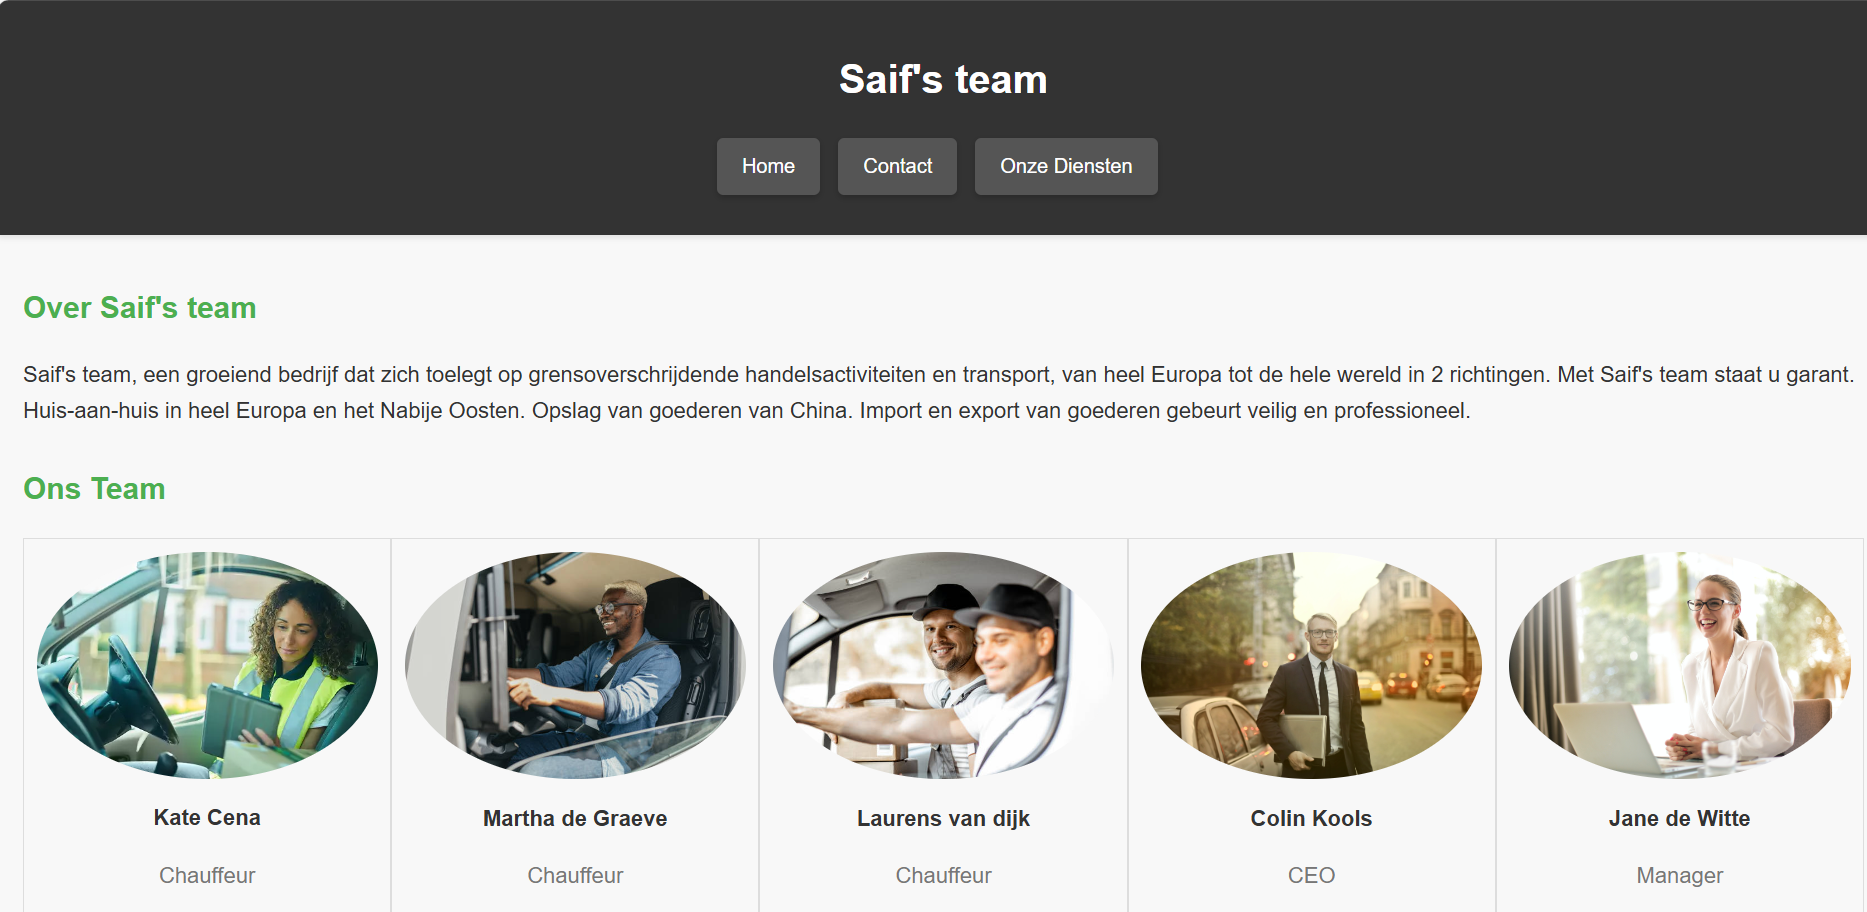 Saif's team
Home
Contact
Onze Diensten
Over Saif's team
Saif's team, een groeiend bedrijf dat zich toelegt op grensoverschrijdende handelsactiviteiten en transport, van heel Europa tot de hele wereld in 2 richtingen. Met Saif's team staat u garant.
Huis-aan-huis in heel Europa en het Nabije Oosten. Opslag van goederen van China. Import en export van goederen gebeurt veilig en professioneel.
Ons Team
Kate Cena
Chauffeur
Martha de Graeve
Chauffeur
Laurens van dijk
Chauffeur
Colin Kools
CEO
Jane de Witte
Manager